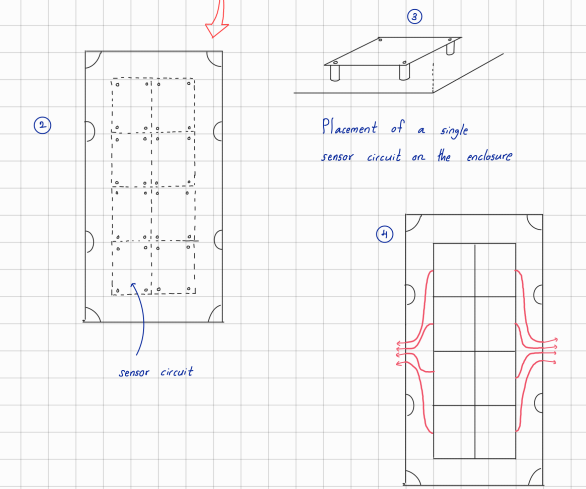 3
2
Placement of a single
sensor circuit on the enclosure
4
sensor circuit